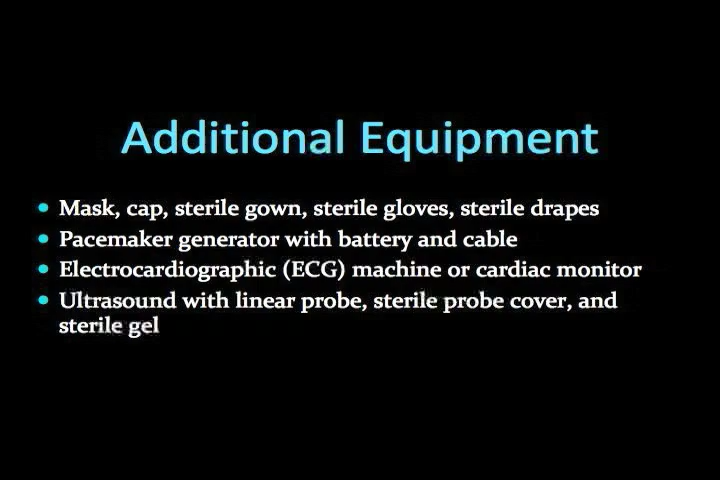 Additional Equipment
• Mask, cap, sterile gown, sterile gloves, sterile drapes
• Pacemaker generator with battery and cable
• Electrocardiographic (ECG) machine or cardiac monitor
• Ultrasound with linear probe, sterile probe cover, and
sterile gel